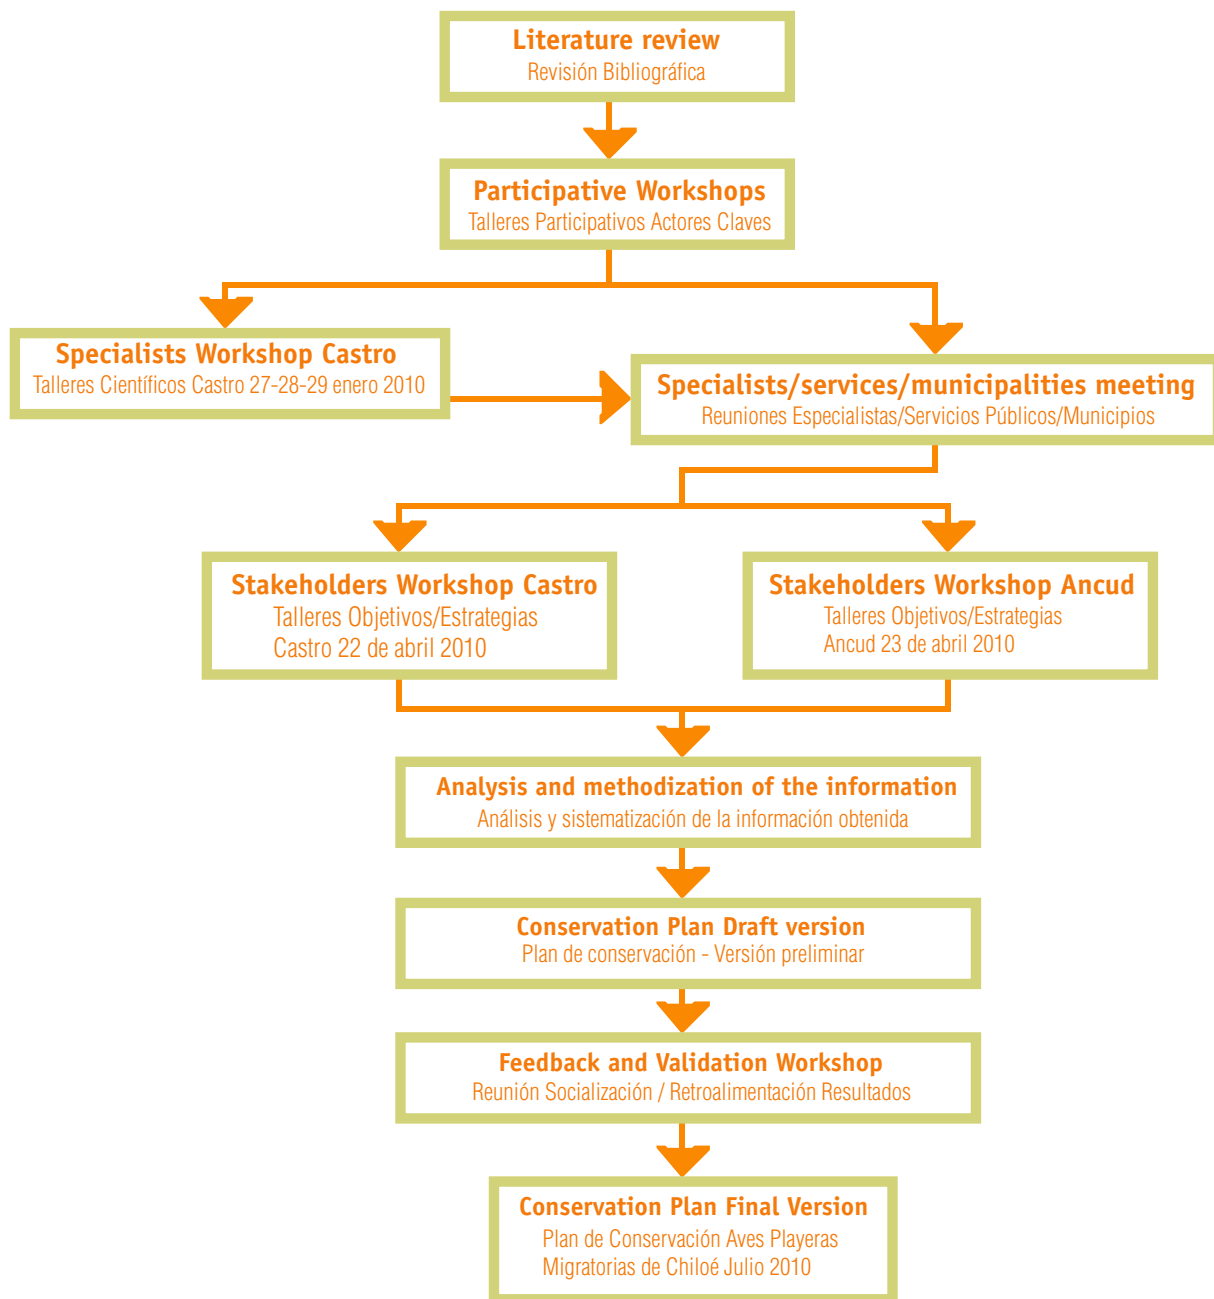 Literature review
Revisión Bibliográfica
Participative Workshops
Talleres Participativos Actores Claves
Specialists Workshop Castro
Talleres Científicos Castro 27-28-29 enero 2010
Specialists/services/municipalities meeting
Reuniones Especialistas/Servicios Públicos/Municipios
Stakeholders Workshop Castro
Talleres Objetivos/Estrategias
Castro 22 de abril 2010
Stakeholders Workshop Ancud
Talleres Objetivos/Estrategias
Ancud 23 de abril 2010
Analysis and methodization of the information
Análisis y sistematización de la información obtenida
Conservation Plan Draft version
Plan de conservación - Versión preliminar
Feedback and Validation Workshop
Reunión Socialización / Retroalimentación Resultados
Conservation Plan Final Version
Plan de Conservación Aves Playeras
Migratorias de Chiloé Julio 2010